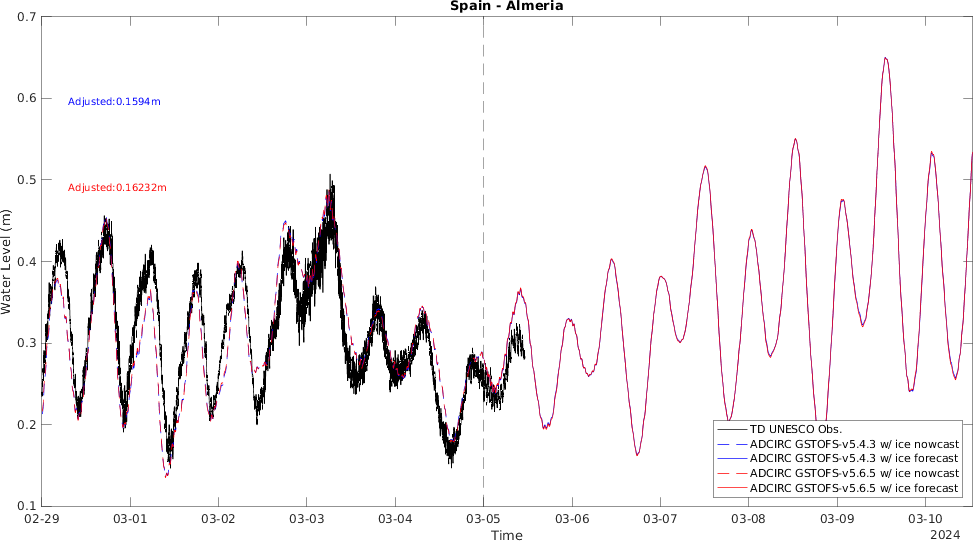 Spain - Almeria
0.7
0.6
0.5
0.4
0.3
0.2
0.1
Water Level (m)
Adjusted:0.1594m
Adjusted:0.16232m
TD UNESCO Obs.
ADCIRC GSTOFS-v5.4.3 w/ ice nowcast
ADCIRC GSTOFS-v5.4.3 w/ ice forecast
ADCIRC GSTOFS-v5.6.5 w/ ice nowcast
ADCIRC GSTOFS-v5.6.5 w/ ice forecast
02-29 03-01 03-02 03-03 03-04 03-05 03-06 03-07 03-08 03-09 03-10
Time
2024